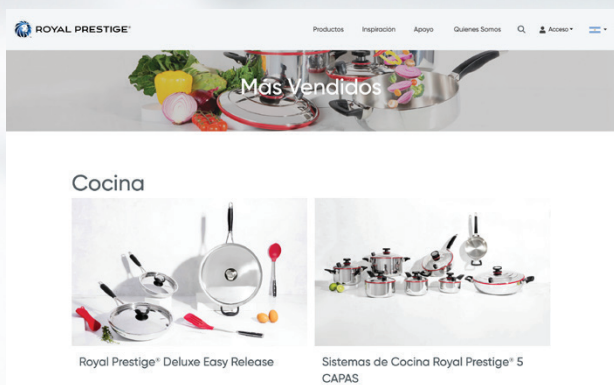 ROYAL PRESTIGE®
Productos Inspiración Apoyo Quienes Somos Acceso
Más Vendidos
Cocina
Royal Prestige® Deluxe Easy Release
Sistemas de Cocina Royal Prestige® 5
CAPAS